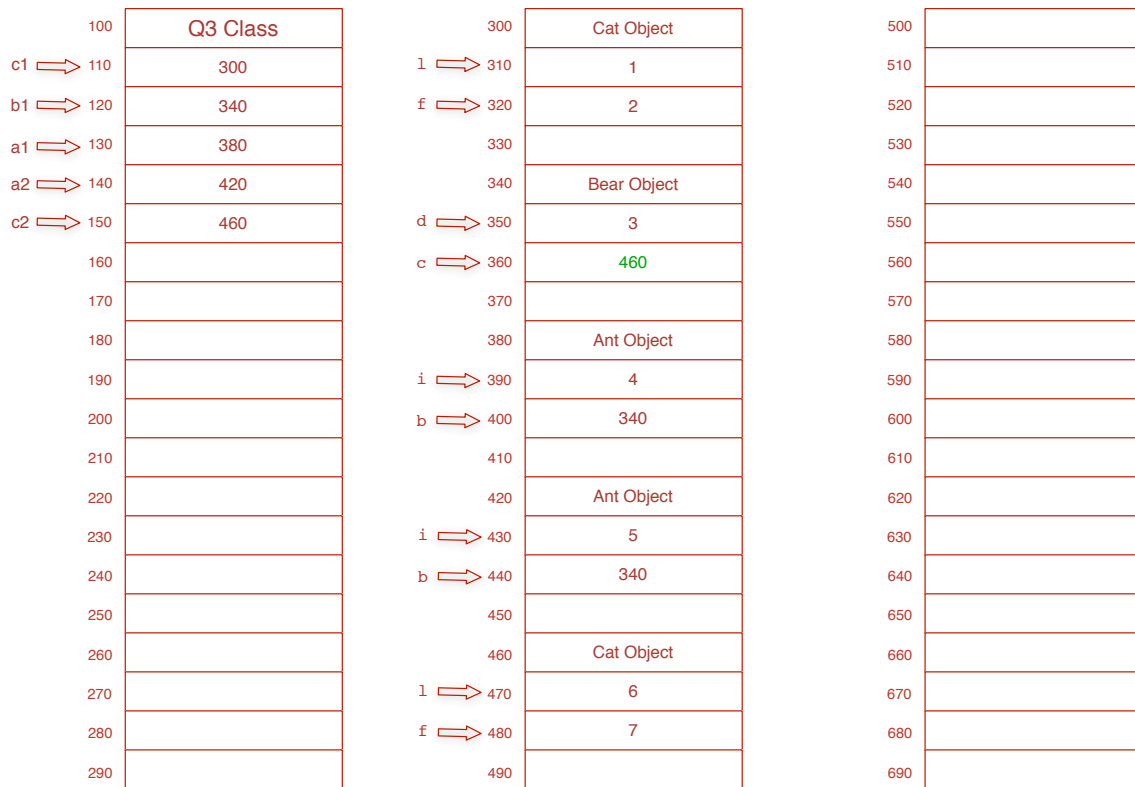 100 Q3 Class 300 Cat Object 500
c1 110 300 l 310 1 510
b1 120 340 f 320 2 520
a1 130 380 330 530
a2 140 420 340 Bear Object 540
c2 150 460 d 350 3 550
160 c 360 460 560
170 370 570
180 380 Ant Object 580
190 i 390 4 590
200 b 400 340 600
210 410 610
220 420 Ant Object 620
230 i 430 5 630
240 b 440 340 640
250 450 650
260 460 Cat Object 660
270 l 470 6 670
280 f 480 7 680
290 490 690